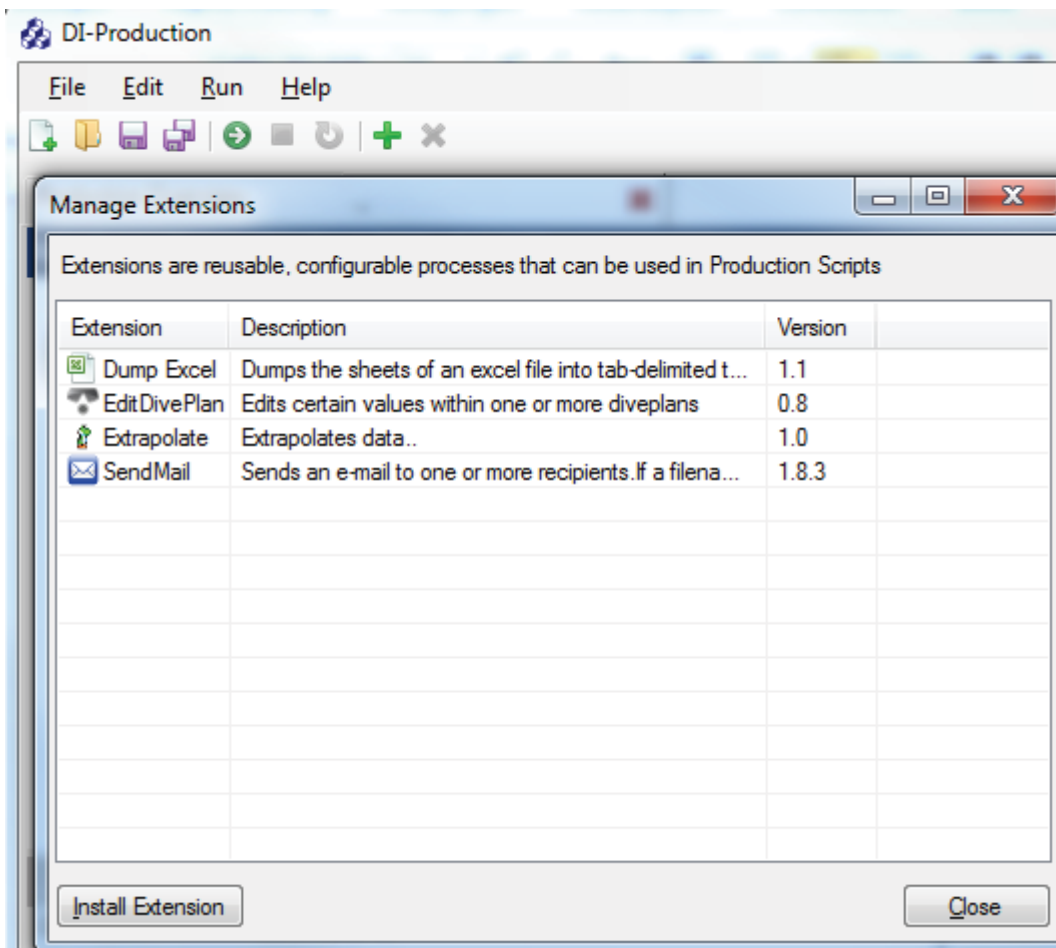 DI-Production
File Edit Run Help
Manage Extensions
Extensions are reusable, configurable processes that can be used in Production Scripts
Extension Description Version
Dump Excel Dumps the sheets of an excel file into tab-delimited t... 1.1
EditDivePlan Edits certain values within one or more diveplans 0.8
Extrapolate Extrapolates data.. 1.0
SendMail Sends an e-mail to one or more recipients.If a filena... 1.8.3
Install Extension Close